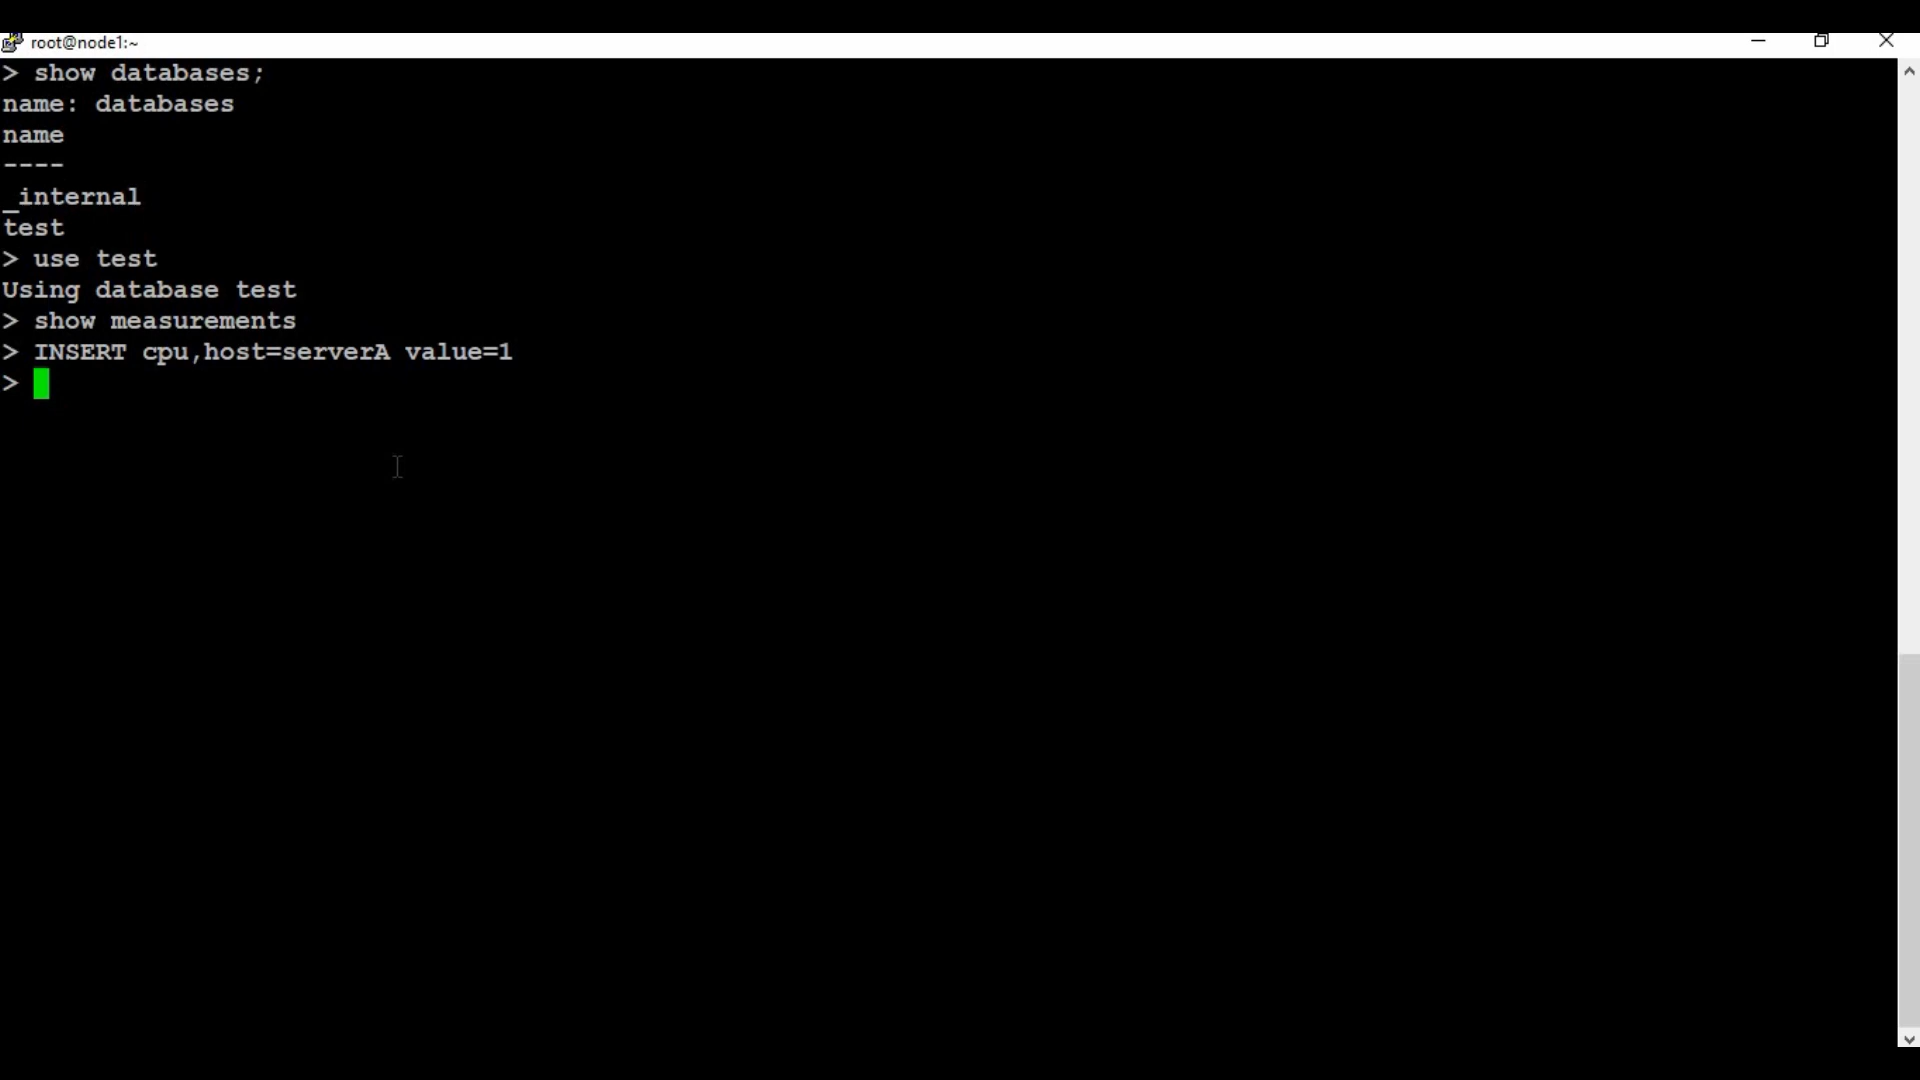 root@node1:~
> show databases;
name: databases
name
----
_internal
test
> use test
Using database test
> show measurements
> INSERT cpu,host=serverA value=1
>